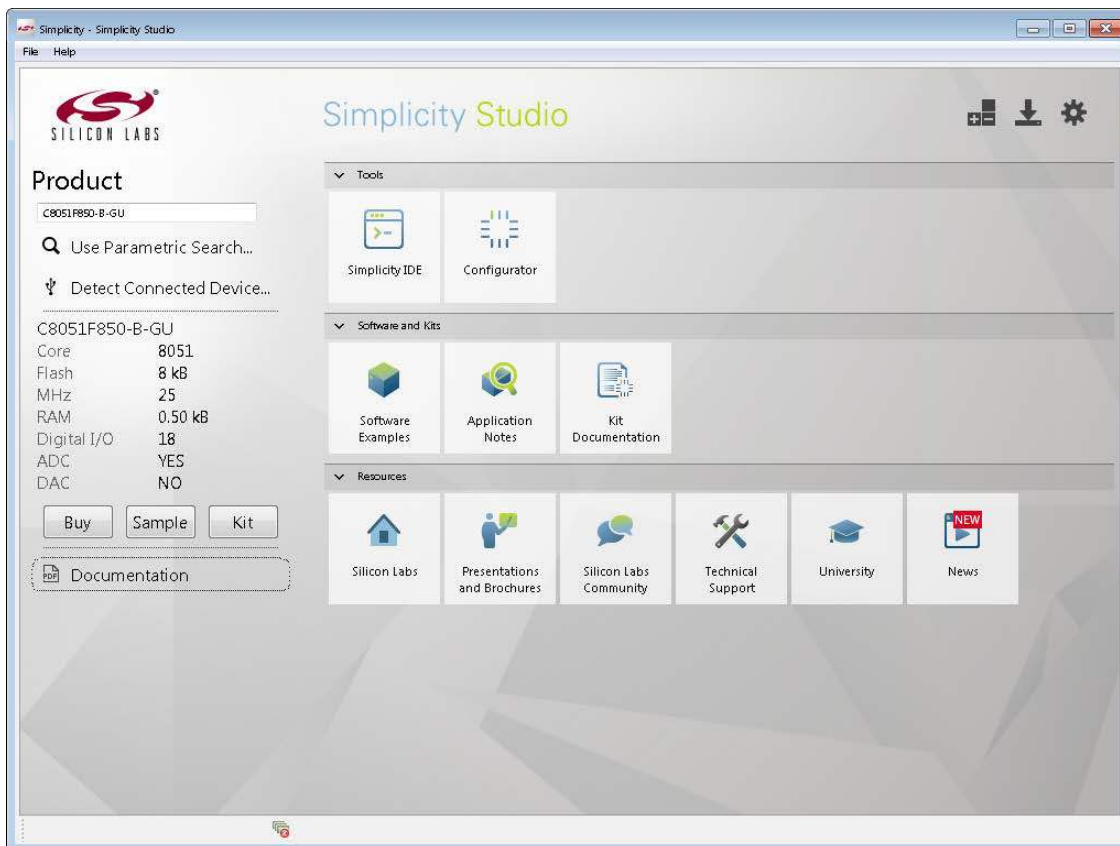 Simplicity - Simplicity Studio
File Help
SILICON LABS
Simplicity Studio
Product
C8051F850-B-GU
Use Parametric Search...
Detect Connected Device...
C8051F850-B-GU
Core 8051
Flash 8 kB
MHz 25
RAM 0.50 kB
Digital I/O 18
ADC YES
DAC NO
Buy Sample Kit
PDF Documentation
Tools
Simplicity IDE Configurator
Software and Kits
Software Examples
Application Notes
Kit Documentation
Resources
Silicon Labs
Presentations and Brochures
Silicon Labs Community
Technical Support
University
NEW
News